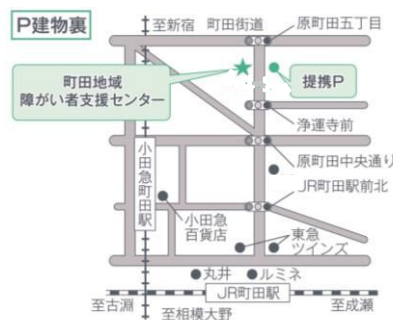 P建物裏
至新宿
町田街道
原町田五丁目
町田地域
障がい者支援センター
提携P
浄運寺前
小田急町田駅
原町田中央通り
JR町田駅前北
小田急
百貨店
東急
ツインズ
丸井
ルミネ
JR町田駅
至古淵
至成瀬
至相模大野